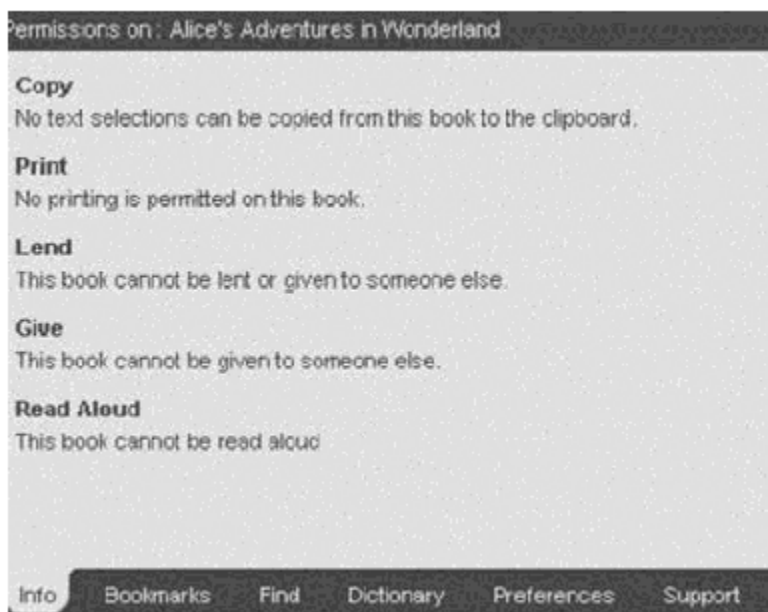 Permissions on : Alice's Adventures in Wonderland
Copy
No text selections can be copied from this book to the clipboard.
Print
No printing is permitted on this book.
Lend
This book cannot be lent or given to someone else.
Give
This book cannot be given to someone else.
Read Aloud
This book cannot be read aloud
Info Bookmarks Find Dictionary Preferences Support